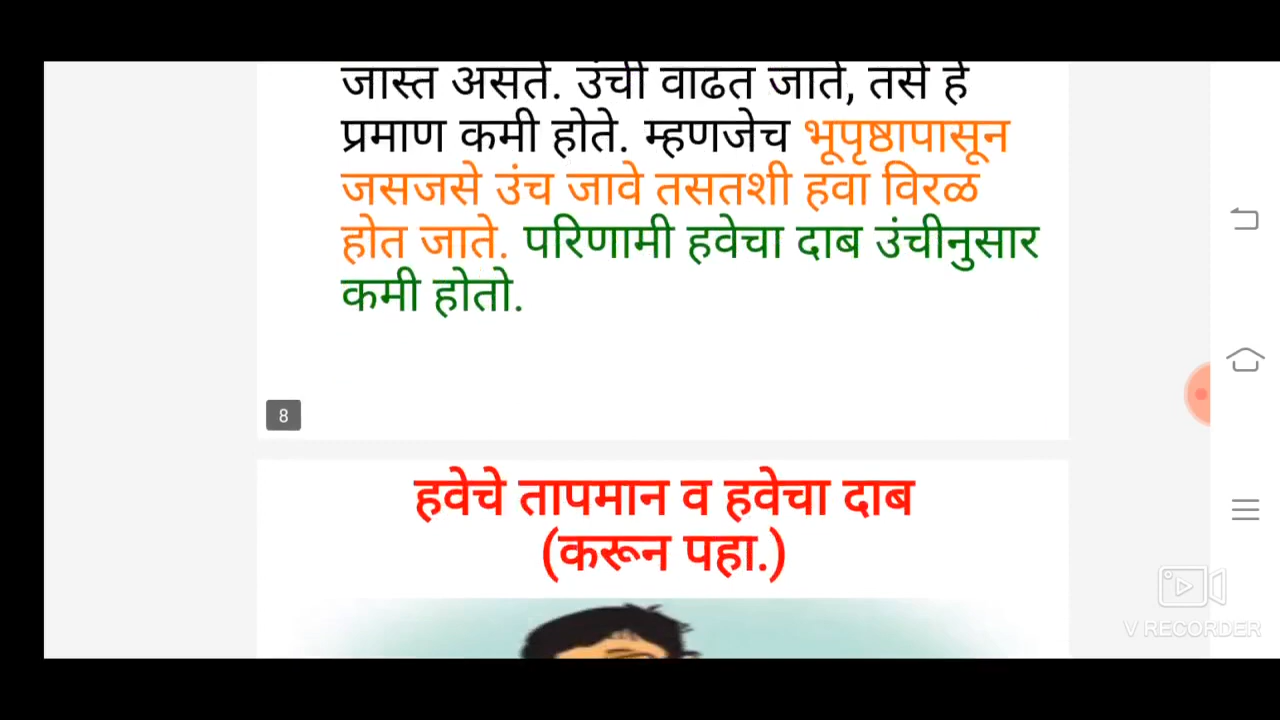 जास्त असते. उंची वाढत जाते, तसे हे
प्रमाण कमी होते. म्हणजेच भूपृष्ठापासून
जसजसे उंच जावे तसतशी हवा विरळ
होत जाते. परिणामी हवेचा दाब उंचीनुसार
कमी होतो.
8
हवेचे तापमान व हवेचा दाब
(करून पहा.)
V RECORDER